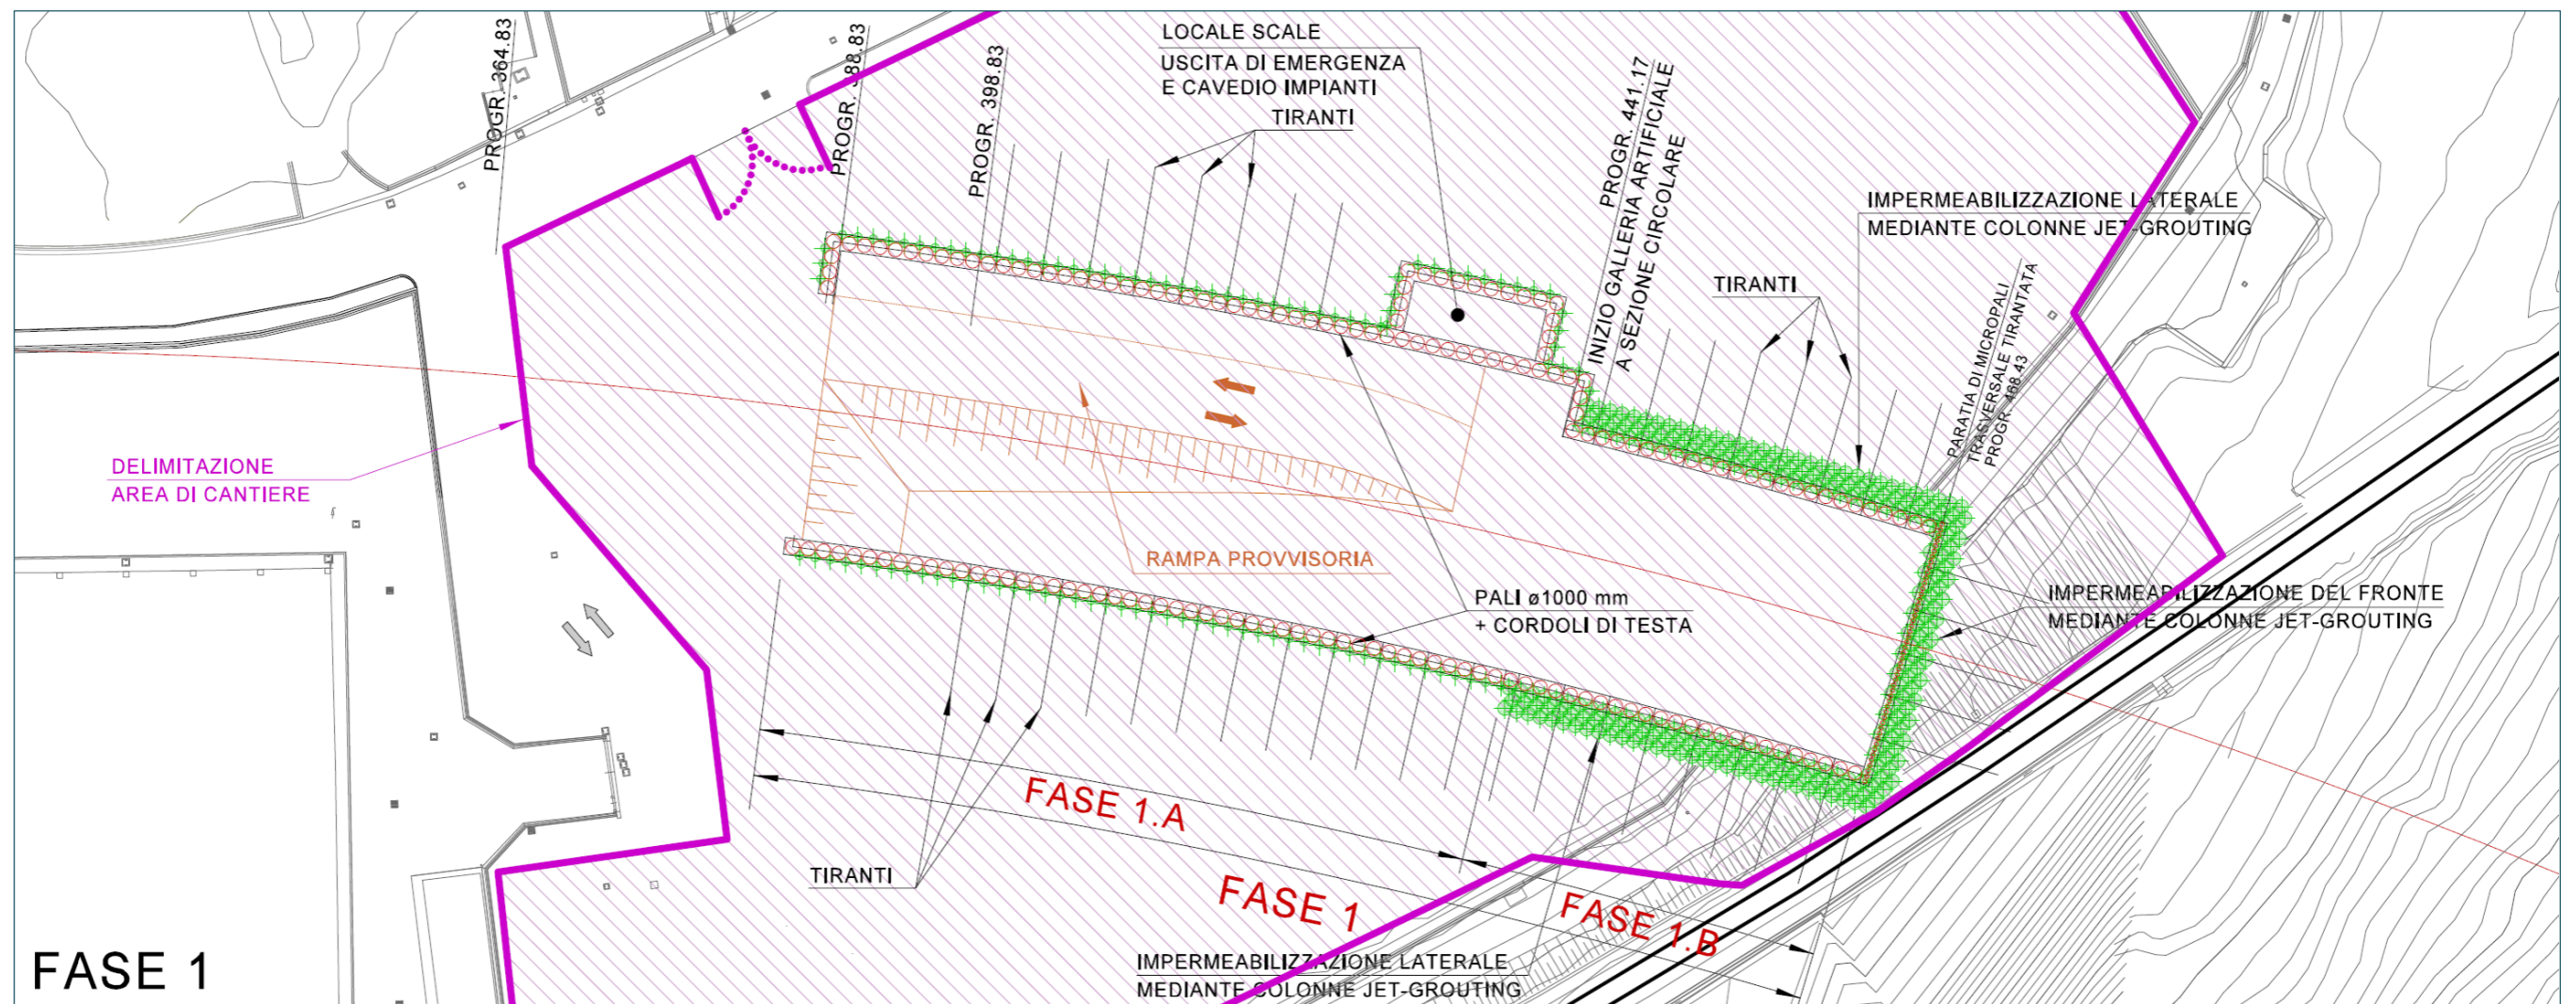 PROGR. 364.83
PROGR. 388.83
PROGR. 398.83
LOCALE SCALE
USCITA DI EMERGENZA
E CAVEDIO IMPIANTI
TIRANTI
PROGR. 441.17
INIZIO GALLERIA ARTIFICIALE
A SEZIONE CIRCOLARE
IMPERMEABILIZZAZIONE LATERALE
MEDIANTE COLONNE JET-GROUTING
TIRANTI
PARATIA DI MICROPALI
TRASVERSALE TIRANTATA
PROGR. 468.43
DELIMITAZIONE
AREA DI CANTIERE
RAMPA PROVVISORIA
PALI ø1000 mm
+ CORDOLI DI TESTA
IMPERMEABILIZZAZIONE DEL FRONTE
MEDIANTE COLONNE JET-GROUTING
FASE 1.A
TIRANTI
FASE 1
FASE 1.B
IMPERMEABILIZZAZIONE LATERALE
MEDIANTE COLONNE JET-GROUTING
FASE 1